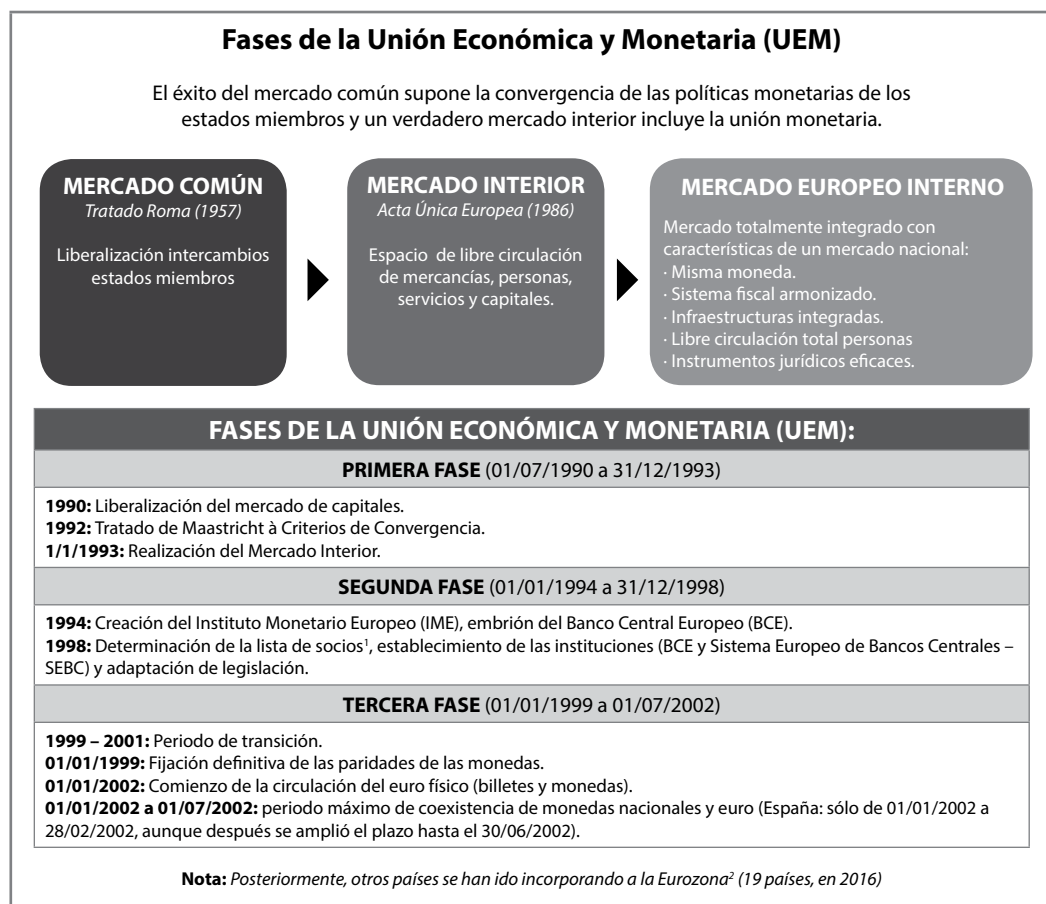 Fases de la Unión Económica y Monetaria (UEM)
El éxito del mercado común supone la convergencia de las políticas monetarias de los
estados miembros y un verdadero mercado interior incluye la unión monetaria.
MERCADO COMÚN
Tratado Roma (1957)
Liberalización intercambios
estados miembros
MERCADO INTERIOR
Acta Única Europea (1986)
Espacio de libre circulación
de mercancías, personas,
servicios y capitales.
MERCADO EUROPEO INTERNO
Mercado totalmente integrado con
características de un mercado nacional:
· Misma moneda.
· Sistema fiscal armonizado.
· Infraestructuras integradas.
· Libre circulación total personas
· Instrumentos jurídicos eficaces.
FASES DE LA UNIÓN ECONÓMICA Y MONETARIA (UEM):
PRIMERA FASE (01/07/1990 a 31/12/1993)
1990: Liberalización del mercado de capitales.
1992: Tratado de Maastricht à Criterios de Convergencia.
1/1/1993: Realización del Mercado Interior.
SEGUNDA FASE (01/01/1994 a 31/12/1998)
1994: Creación del Instituto Monetario Europeo (IME), embrión del Banco Central Europeo (BCE).
1998: Determinación de la lista de socios¹, establecimiento de las instituciones (BCE y Sistema Europeo de Bancos Centrales –
SEBC) y adaptación de legislación.
TERCERA FASE (01/01/1999 a 01/07/2002)
1999 – 2001: Periodo de transición.
01/01/1999: Fijación definitiva de las paridades de las monedas.
01/01/2002: Comienzo de la circulación del euro físico (billetes y monedas).
01/01/2002 a 01/07/2002: periodo máximo de coexistencia de monedas nacionales y euro (España: sólo de 01/01/2002 a
28/02/2002, aunque después se amplió el plazo hasta el 30/06/2002).
Nota: Posteriormente, otros países se han ido incorporando a la Eurozona² (19 países, en 2016)